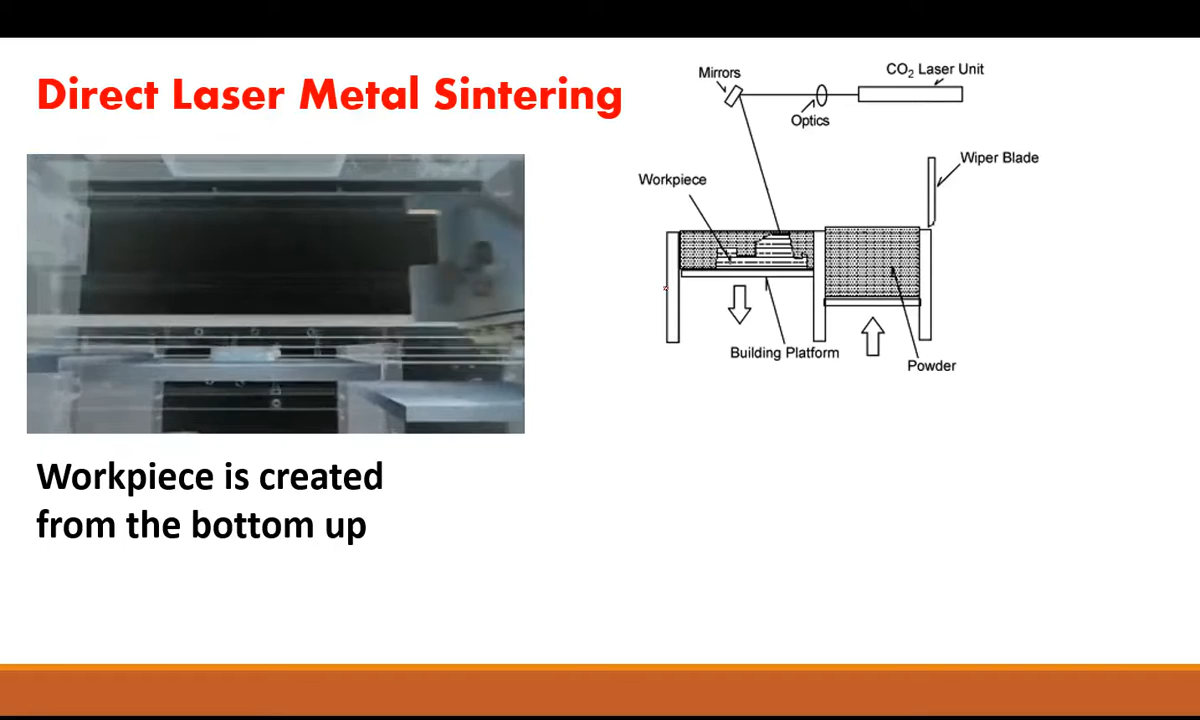 Direct Laser Metal Sintering
Mirrors
CO₂ Laser Unit
Optics
Wiper Blade
Workpiece
Building Platform
Powder
Workpiece is created
from the bottom up